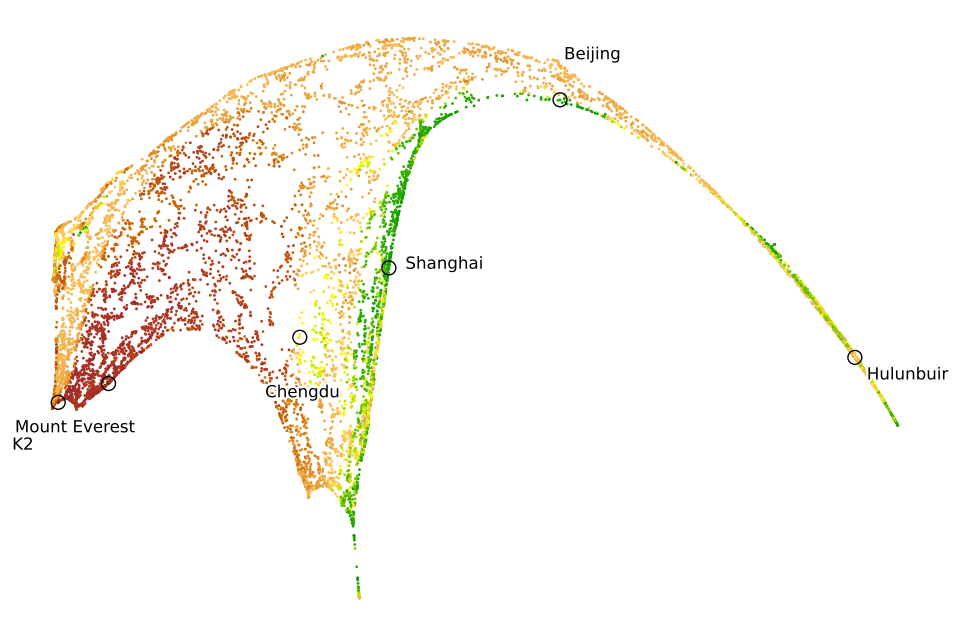 Beijing
Shanghai
Hulunbuir
Chengdu
Mount Everest
K2